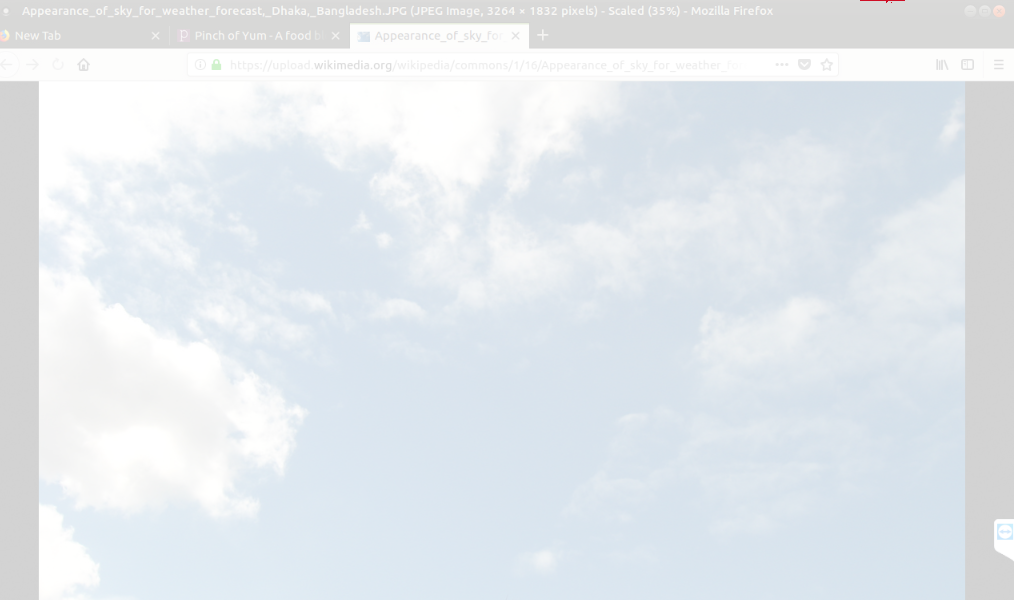 Appearance_of_sky_for_weather_forecast,_Dhaka,_Bangladesh.JPG (JPEG Image, 3264 × 1832 pixels) - Scaled (35%) - Mozilla Firefox
New Tab
Pinch of Yum - A food b
Appearance_of_sky_for
https://upload.wikimedia.org/wikipedia/commons/1/16/Appearance_of_sky_for_weather_fo